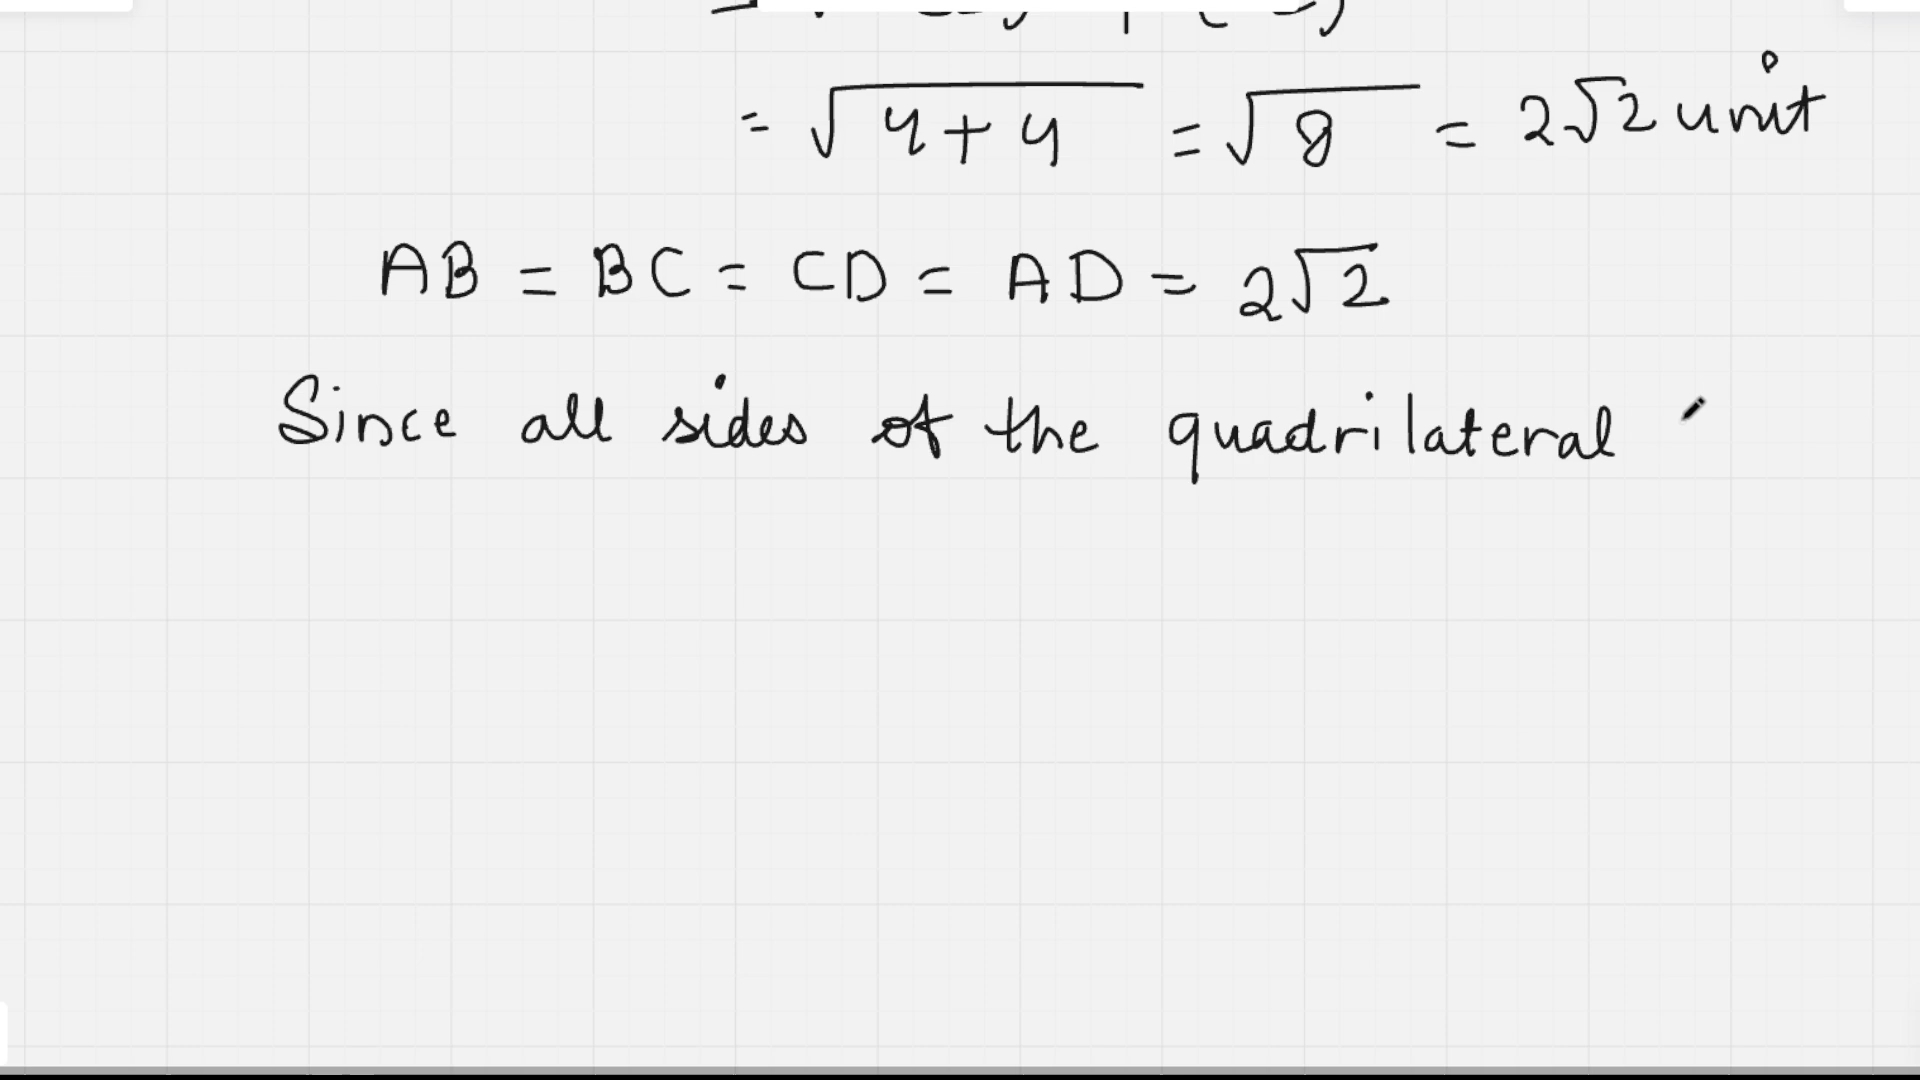 = √4+4 = √8 = 2√2 unit
AB = BC = CD = AD = 2√2
Since all sides of the quadrilateral